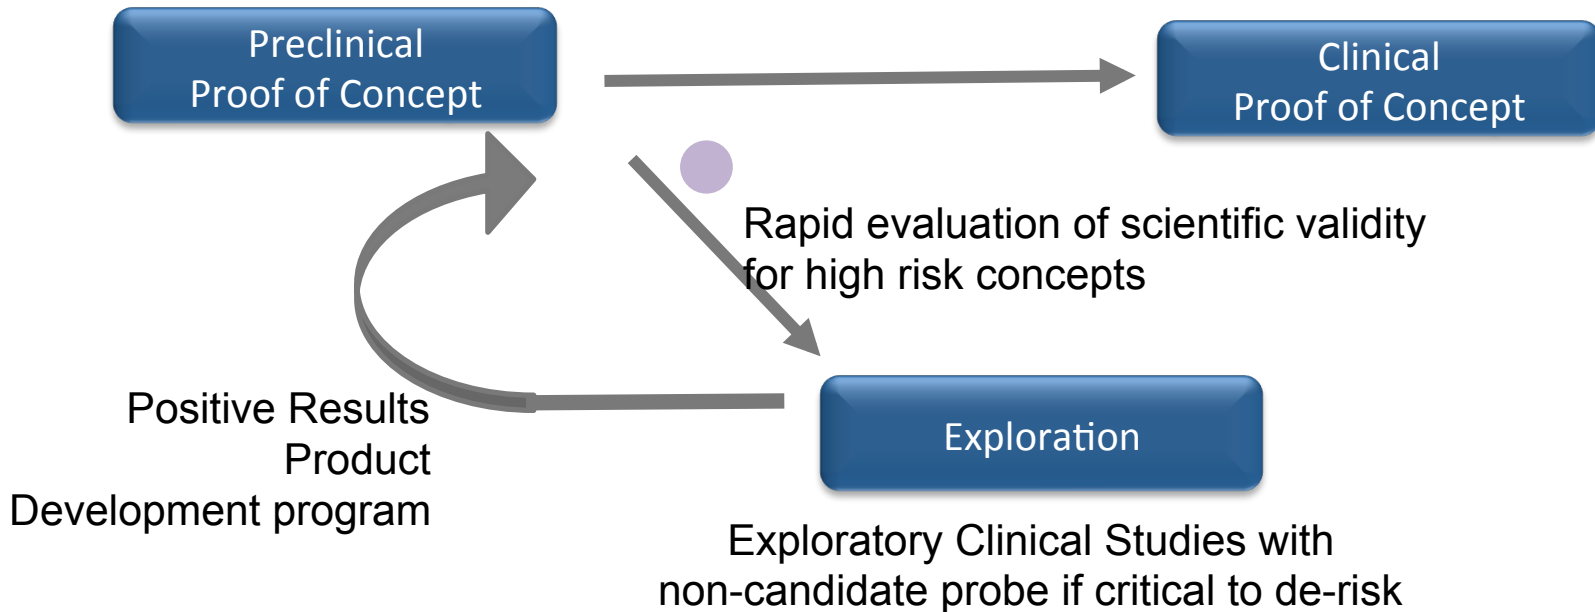 Preclinical
Proof of Concept
Clinical
Proof of Concept
Rapid evaluation of scientific validity
for high risk concepts
Positive Results
Product
Development program
Exploration
Exploratory Clinical Studies with
non-candidate probe if critical to de-risk